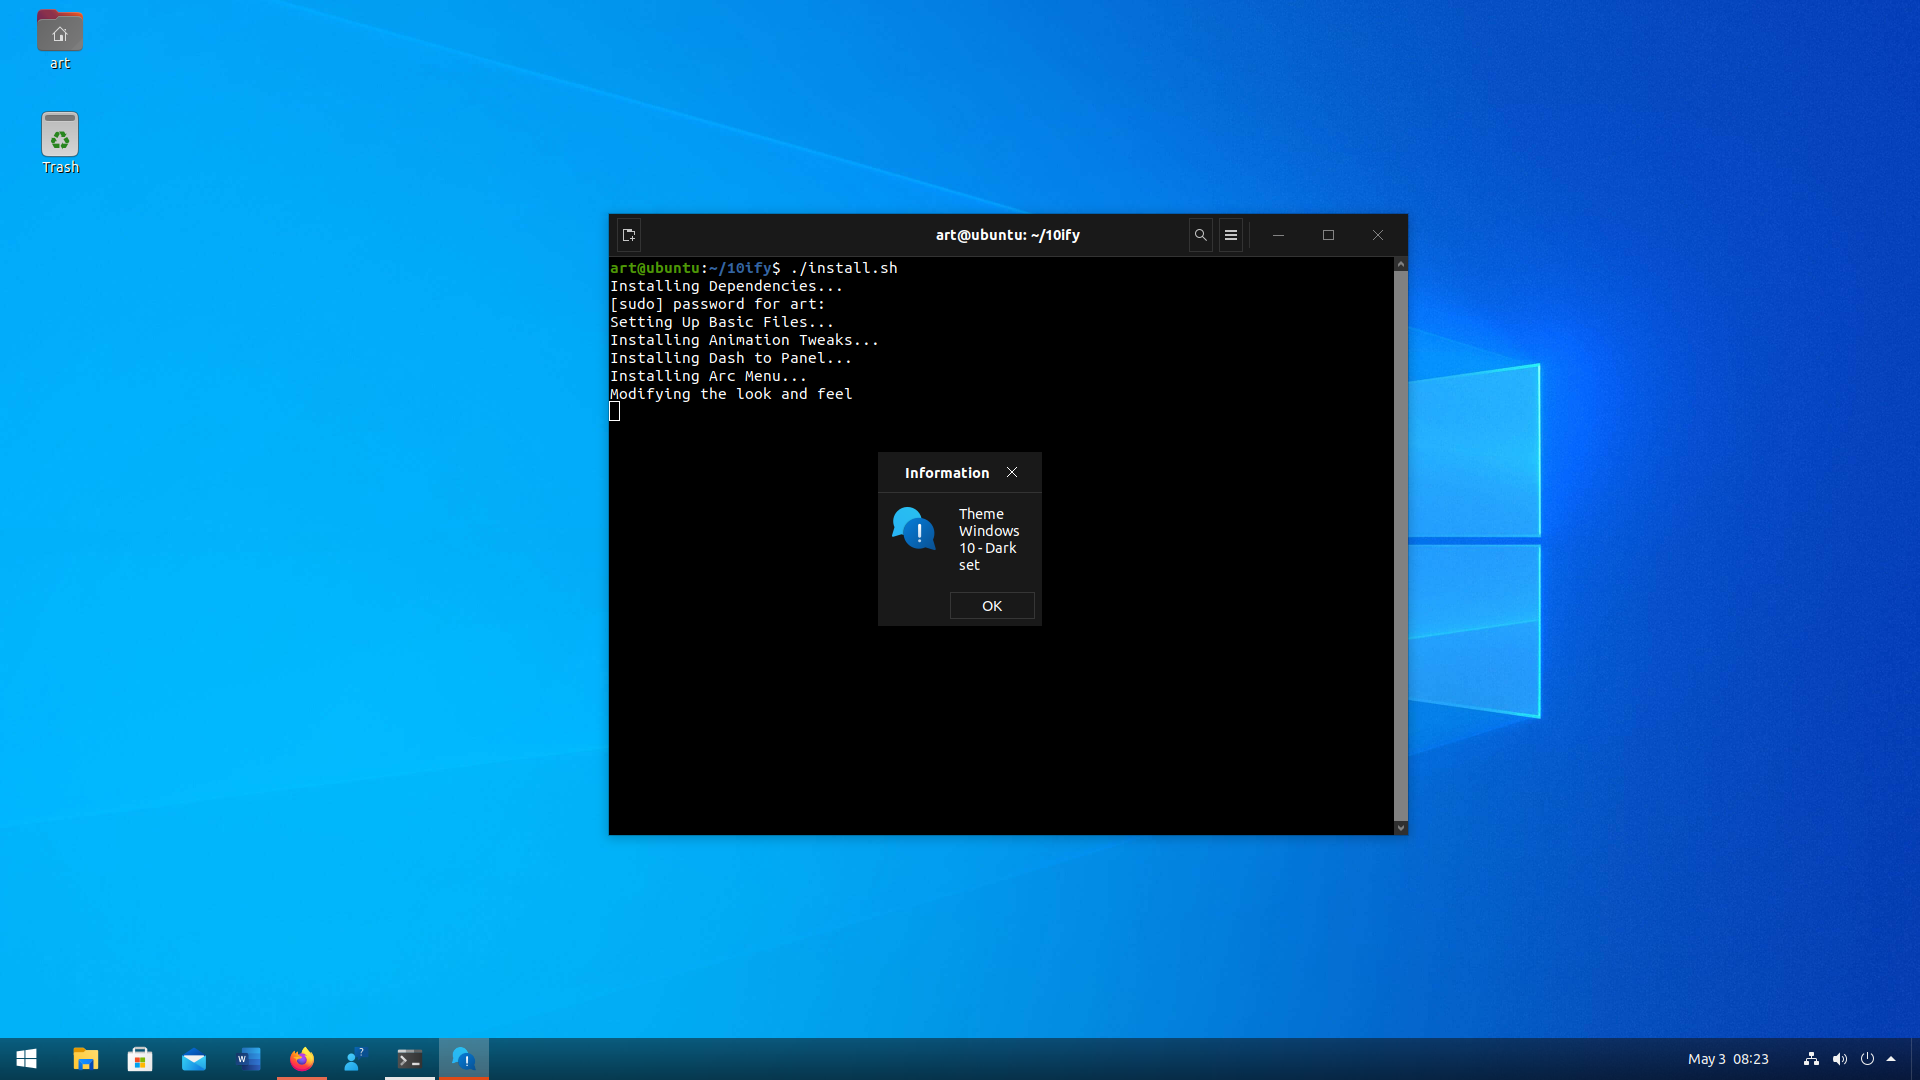 art
Trash
art@ubuntu: ~/10ify
art@ubuntu:~/10ify$ ./install.sh
Installing Dependencies...
[sudo] password for art:
Setting Up Basic Files...
Installing Animation Tweaks...
Installing Dash to Panel...
Installing Arc Menu...
Modifying the look and feel
Information
Theme
Windows
10 - Dark
set
OK
May 3 08:23